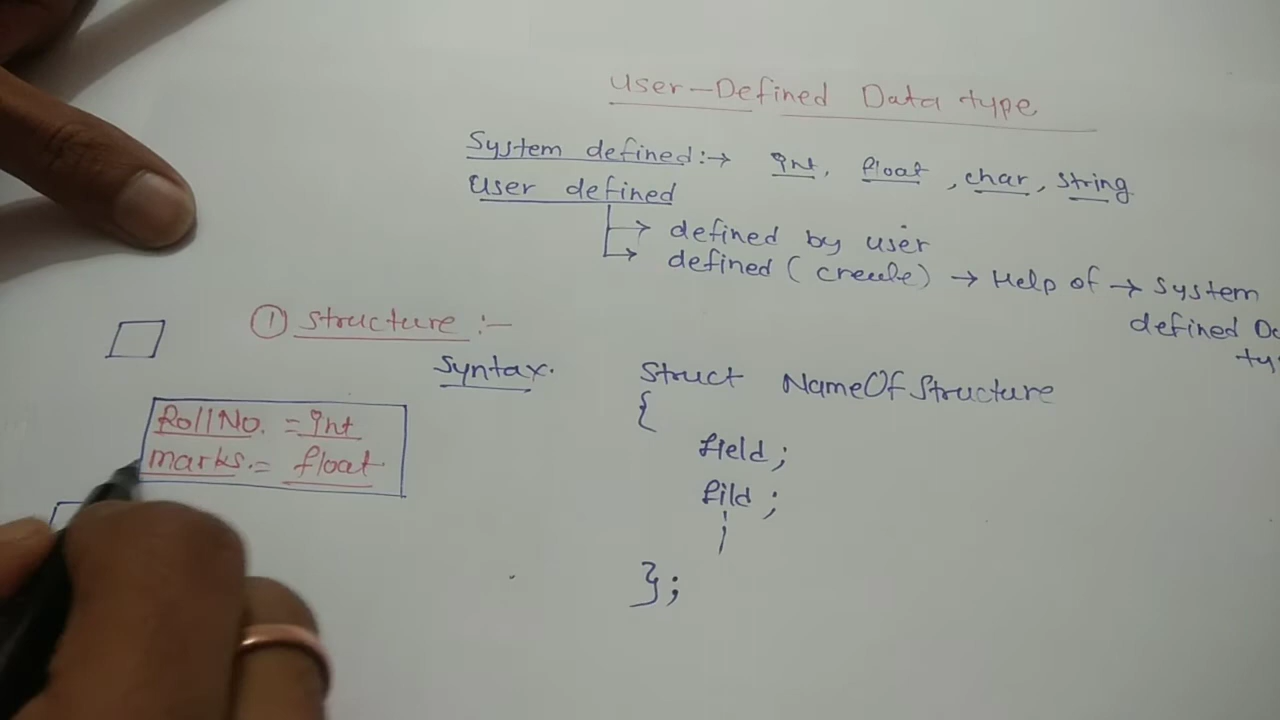 User-Defined Data type
System defined:→ int, float, char, string
User defined
→ defined by user
→ defined (create) → Help of → System
defined Da
ty
① structure :-
Syntax.
Struct NameOfStructure
{
field;
fild;
};
RollNo. = int
marks. = float